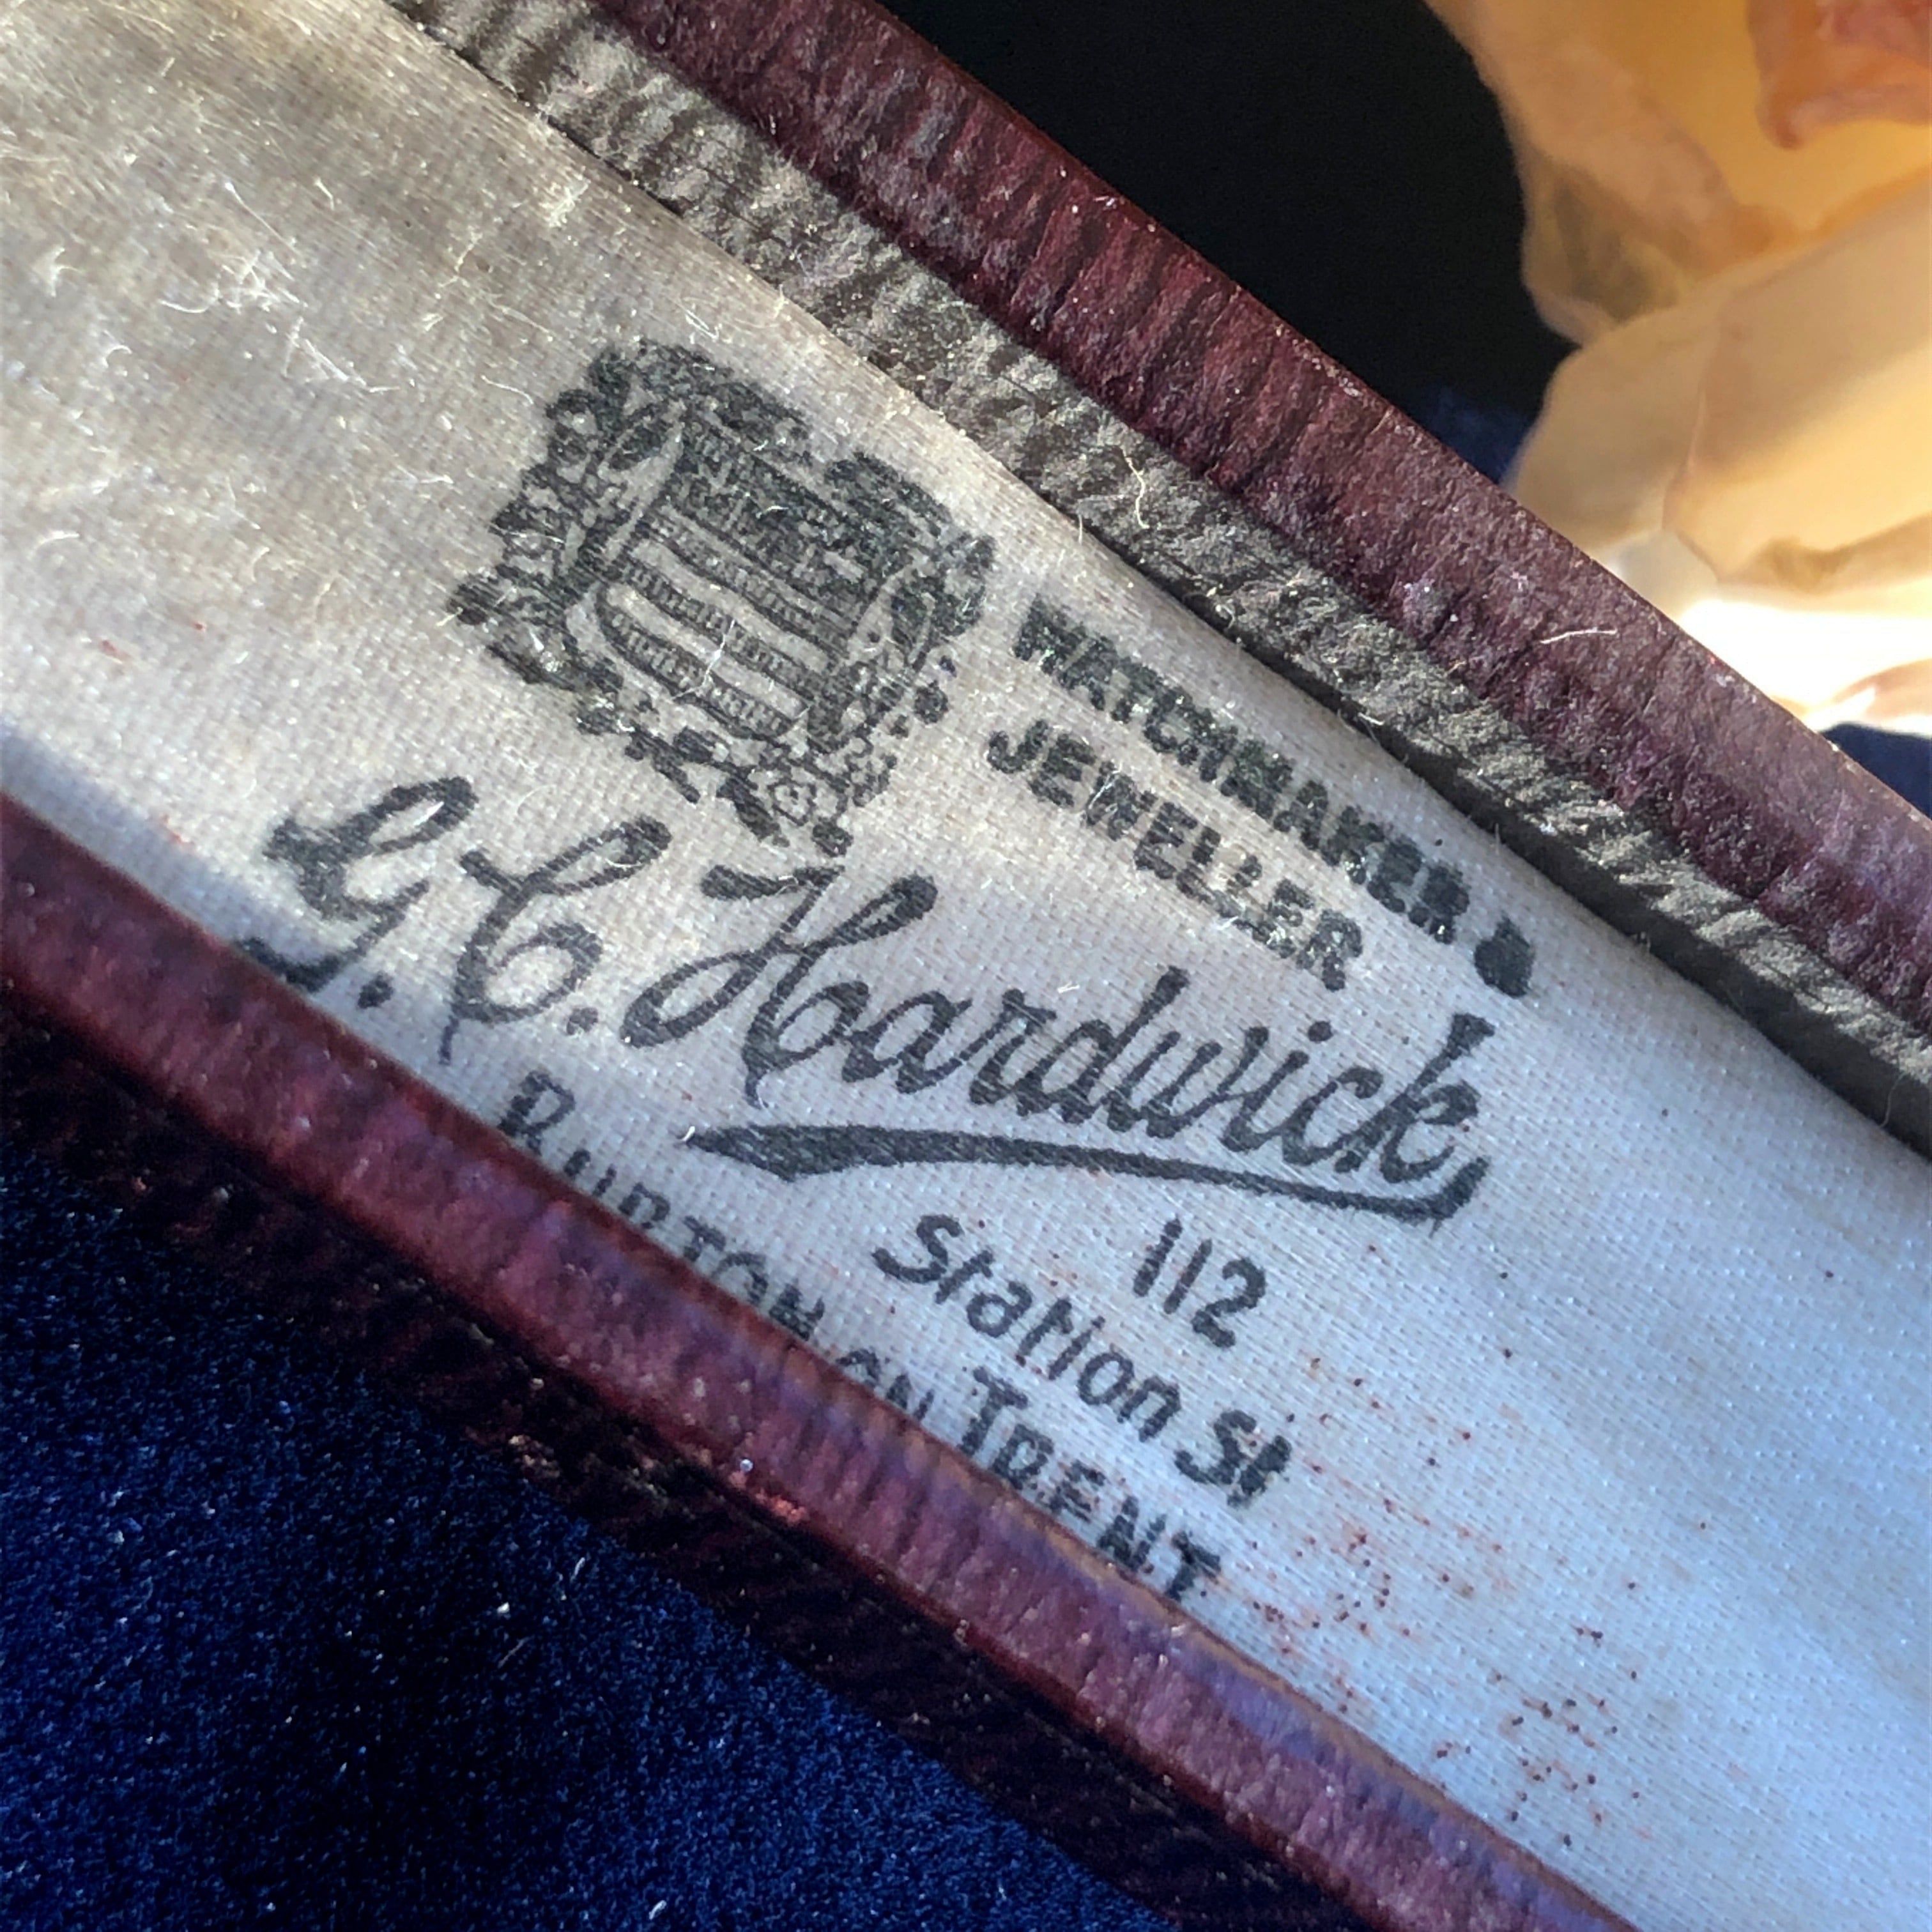 WATCHMAKER &
JEWELLER
G. C. Hardwick,
112
Station St
BURTON ON TRENT